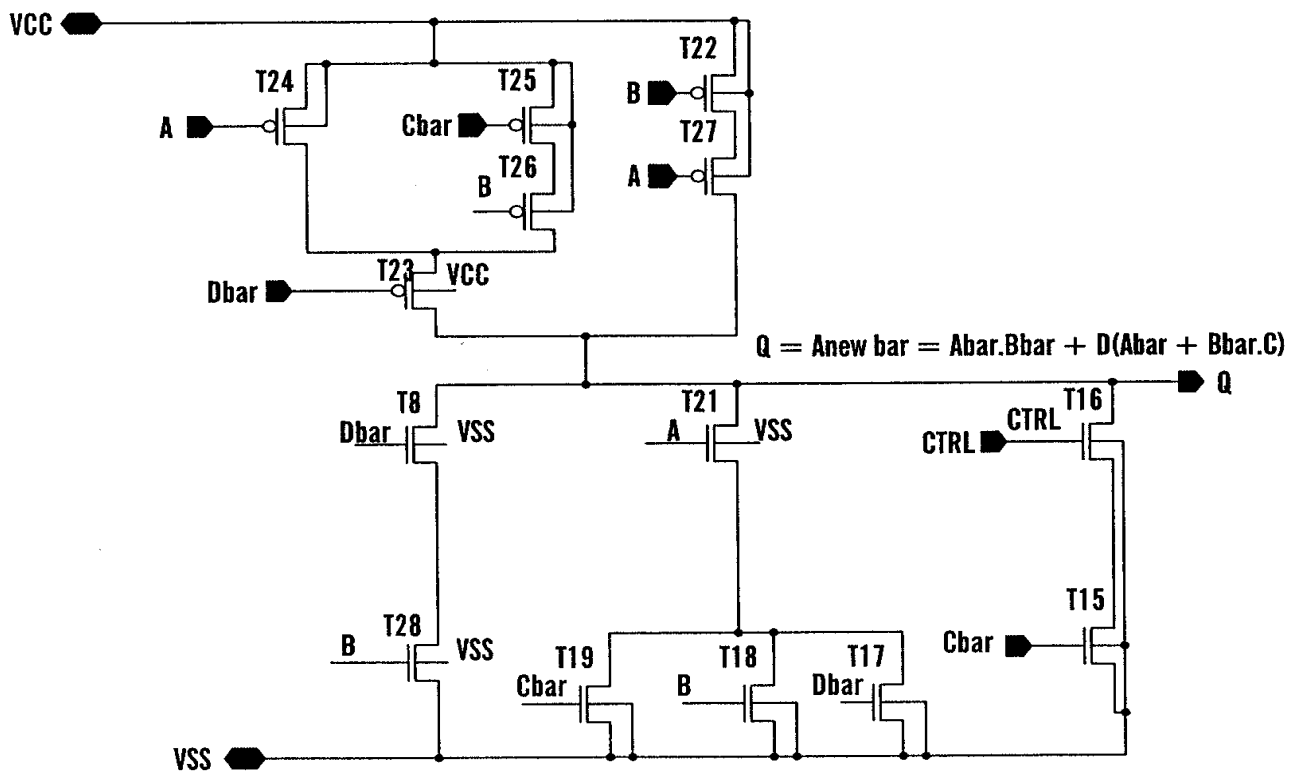 VCC
T22
T24
T25
B
A
Cbar
T27
T26
A
B
T23
VCC
Dbar
Q = Anew bar = Abar.Bbar + D(Abar + Bbar.C)
Q
T8
T21
T16
Dbar
VSS
A
VSS
CTRL
CTRL
T15
T28
B
VSS
Cbar
T19
T18
T17
Cbar
B
Dbar
VSS